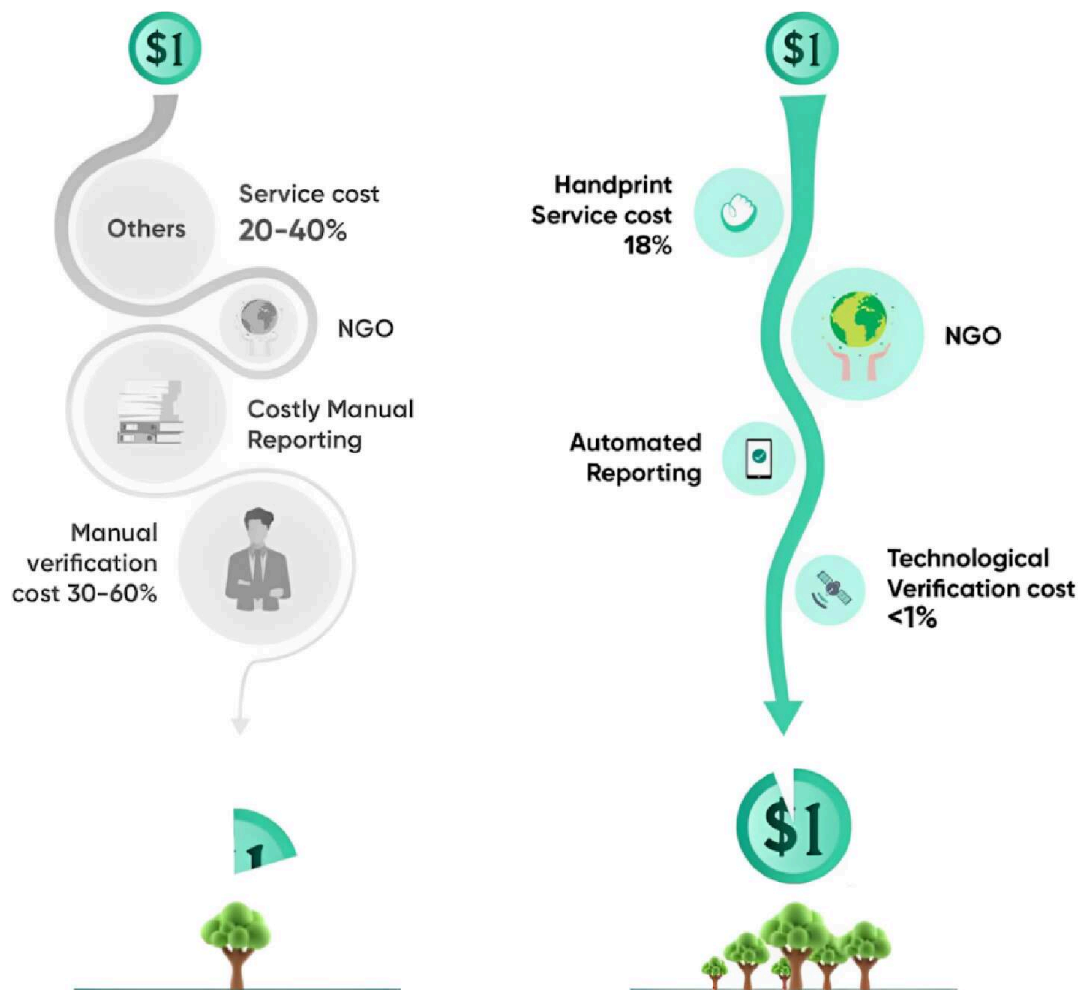 $1
Others
Service cost
20-40%
NGO
Costly Manual
Reporting
Manual
verification
cost 30-60%
$1
Handprint
Service cost
18%
NGO
Automated
Reporting
Technological
Verification cost
<1%
1
$1